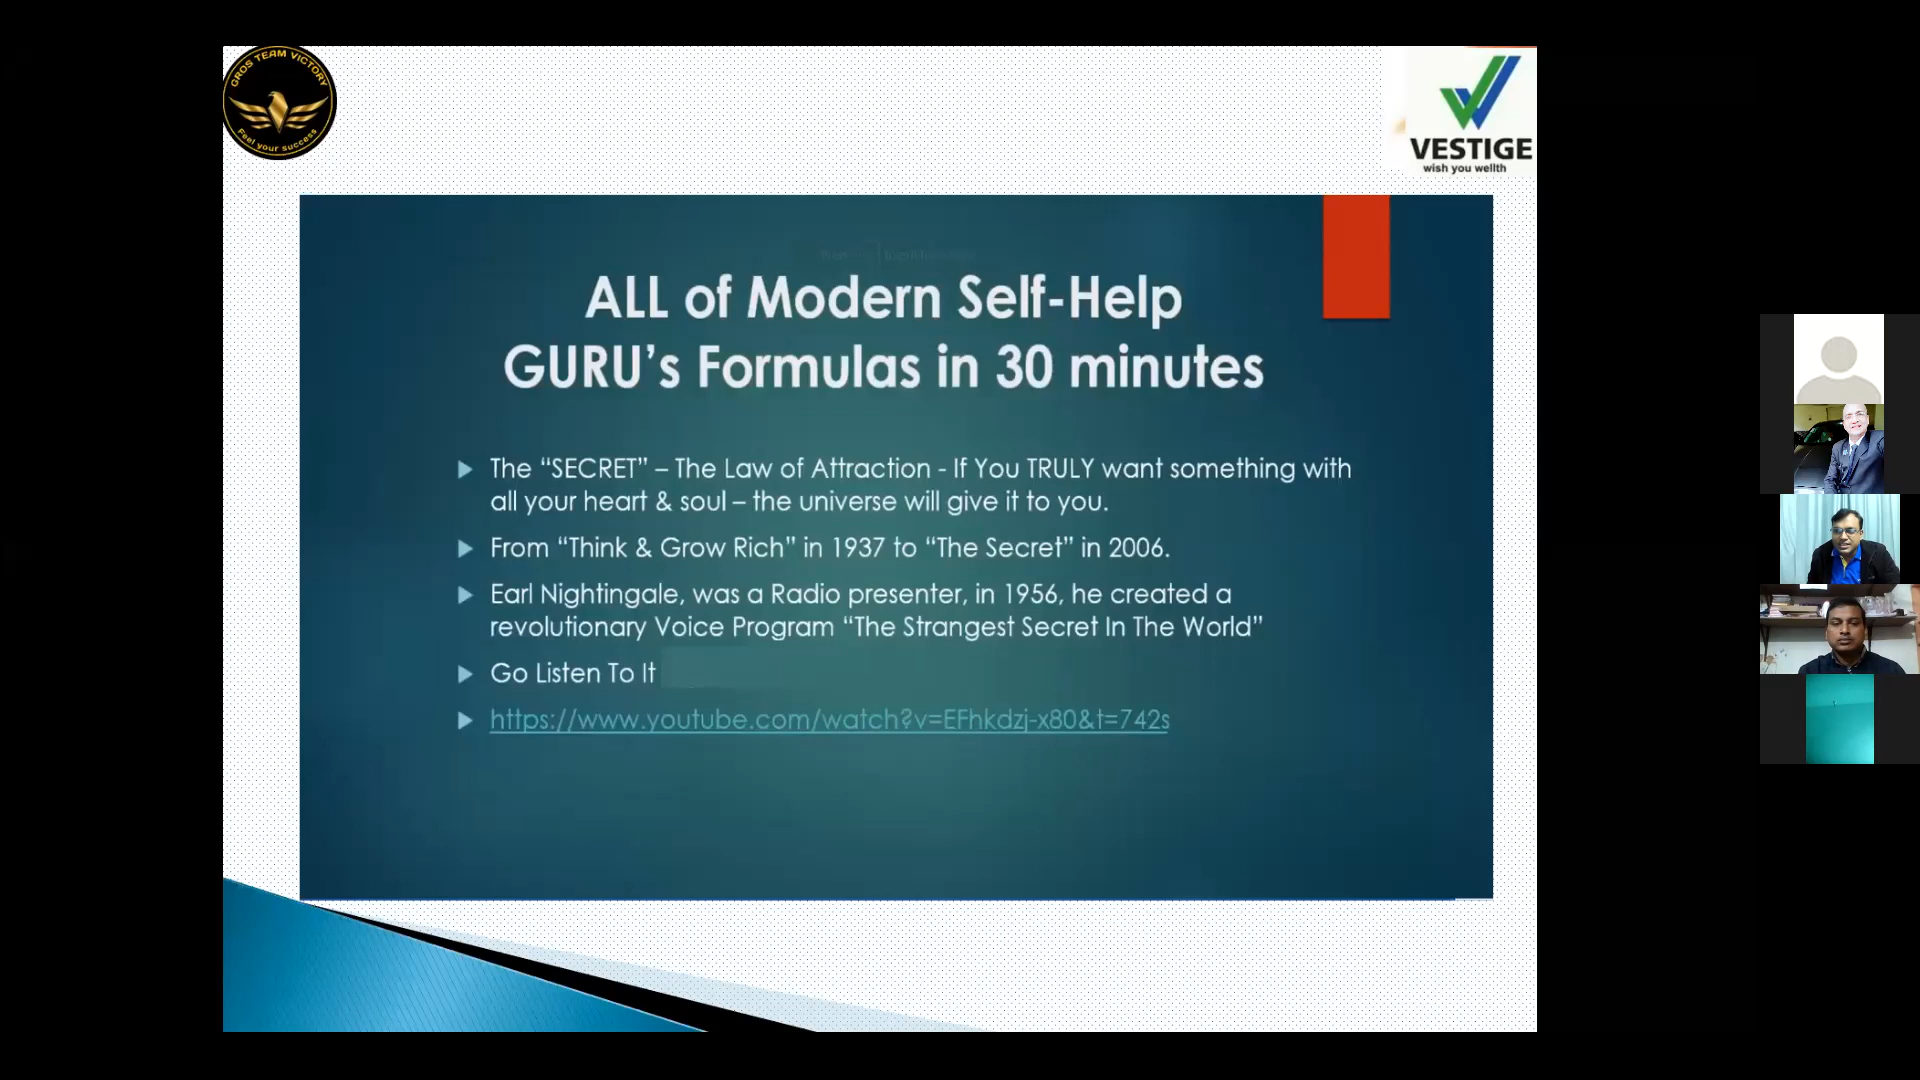 GROS TEAM VICTORY
Feel your success
VESTIGE
wish you wellth
ALL of Modern Self-Help
GURU’s Formulas in 30 minutes
The “SECRET” – The Law of Attraction - If You TRULY want something with
all your heart & soul – the universe will give it to you.
From “Think & Grow Rich” in 1937 to “The Secret” in 2006.
Earl Nightingale, was a Radio presenter, in 1956, he created a
revolutionary Voice Program “The Strangest Secret In The World”
Go Listen To It
https://www.youtube.com/watch?v=EFhkdzj-x80&t=742s